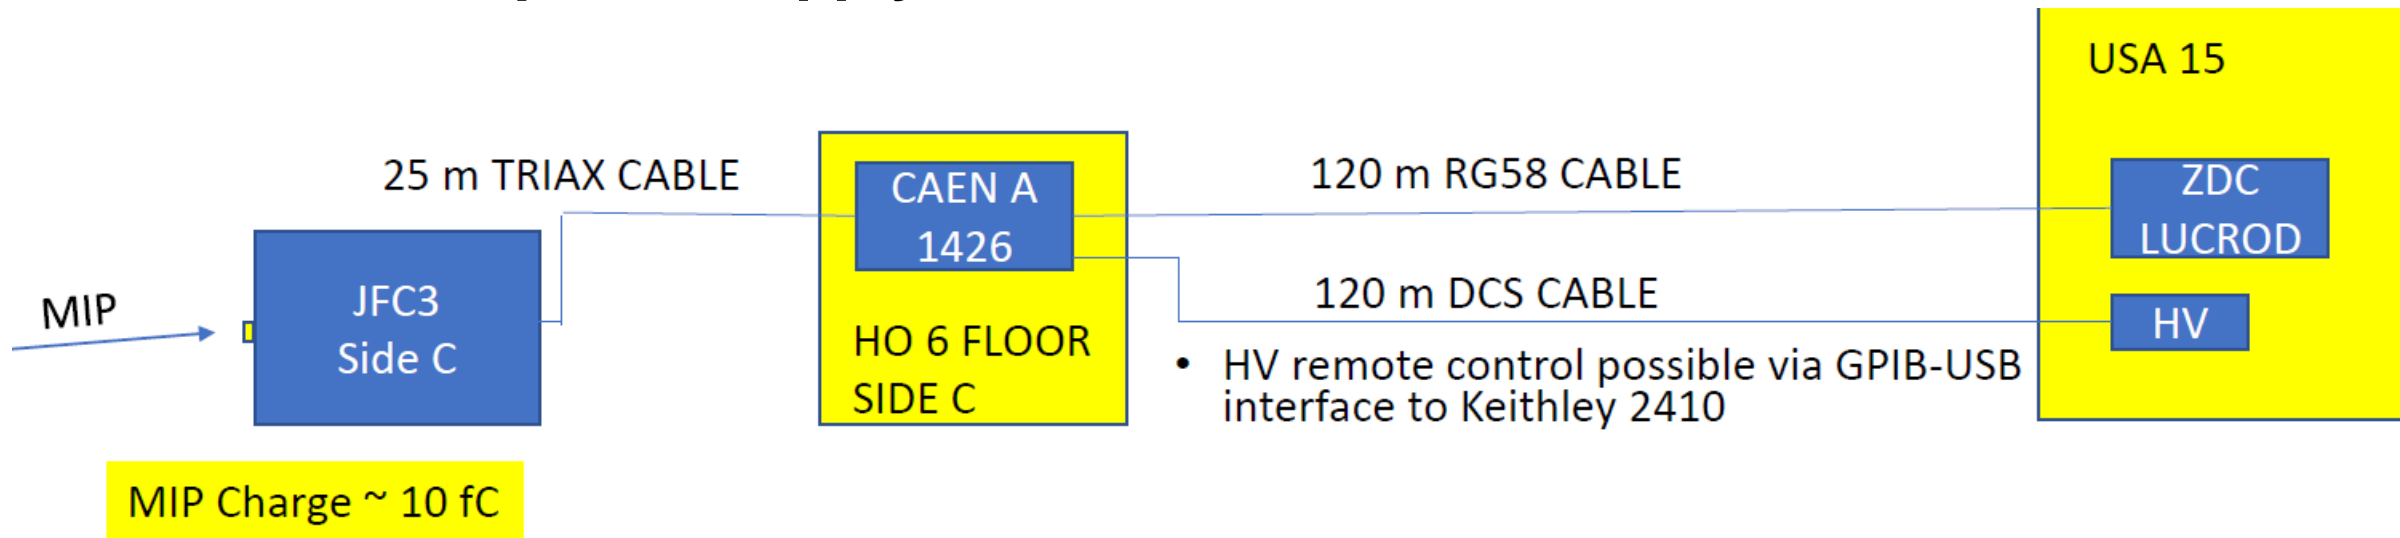 USA 15
25 m TRIAX CABLE
120 m RG58 CABLE
CAEN A
1426
ZDC
LUCROD
MIP
JFC3
Side C
120 m DCS CABLE
HV
HO 6 FLOOR
SIDE C
• HV remote control possible via GPIB-USB
interface to Keithley 2410
MIP Charge ~ 10 fC